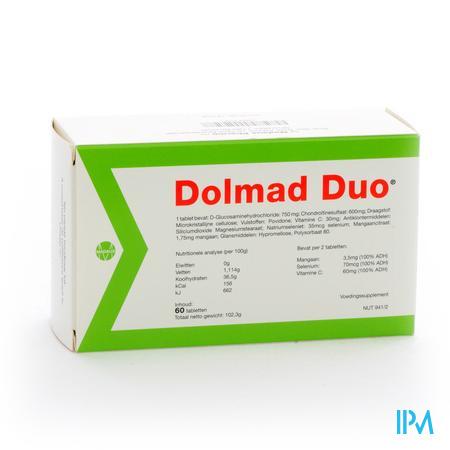 Dolmad Duo®
1 tablet bevat: D-Glucosaminehydrochloride: 750 mg; Chondroïtinesulfaat: 600mg; Draagstof:
Microkristallijne cellulose; Vulstoffen: Povidone; Vitamine C: 30mg; Antiklontermiddelen:
Siliciumdioxide Magnesiumstearaat; Natriumseleniet: 35mcg selenium; Mangaancitraat:
1,75mg mangaan; Glansmiddelen: Hypromellose, Polysorbaat 80.
Nutritionele analyse (per 100g)
Eiwitten 0g
Vetten 1,114g
Koolhydraten 36,5g
kCal 156
kJ 662
Bevat per 2 tabletten:
Mangaan: 3,5mg (100% ADH)
Selenium: 70mcg (100% ADH)
Vitamine C: 60mg (100% ADH)
Inhoud:
60 tabletten
Totaal netto gewicht: 102,3g
Voedingssupplement
NUT 941/2
IPM